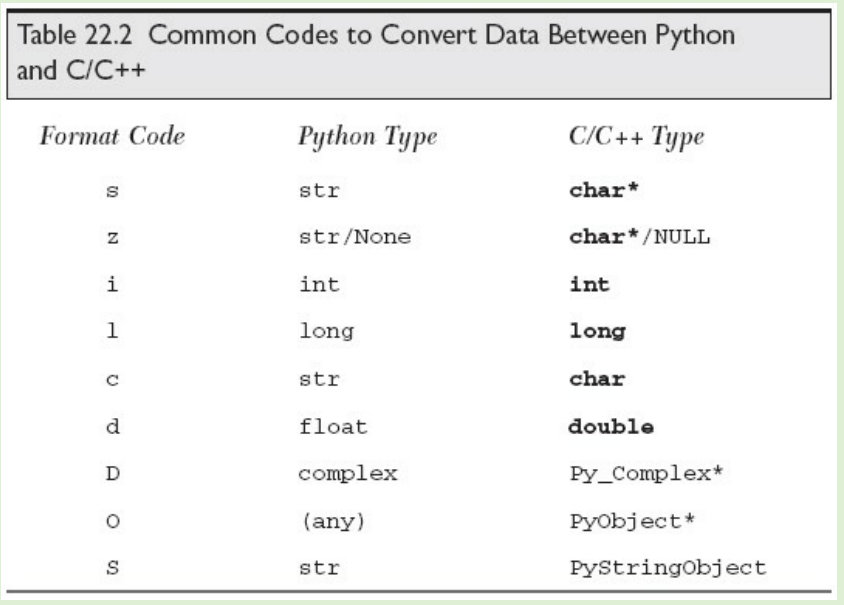 Table 22.2 Common Codes to Convert Data Between Python
and C/C++
Format Code Python Type C/C++ Type
s str char*
z str/None char*/NULL
i int int
l long long
c str char
d float double
D complex Py_Complex*
O (any) PyObject*
S str PyStringObject